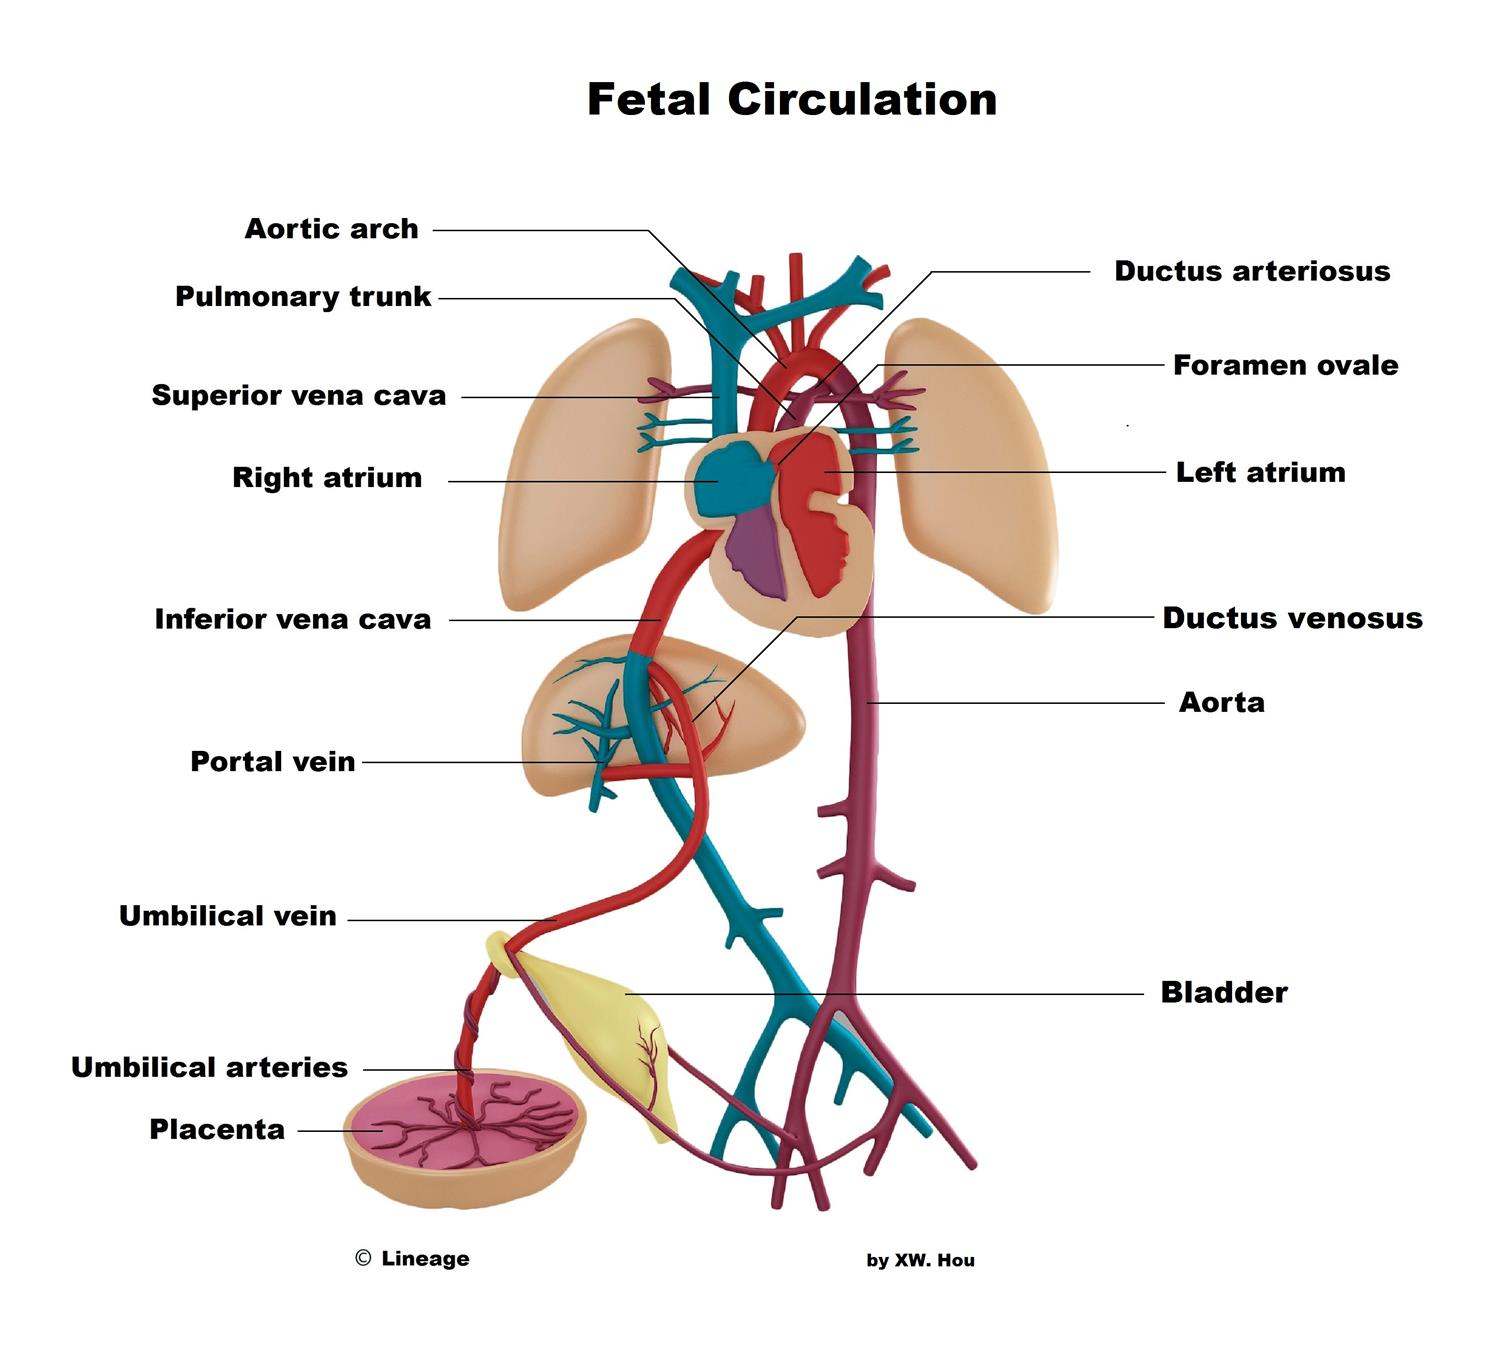 Fetal Circulation
Aortic arch
Pulmonary trunk
Superior vena cava
Right atrium
Inferior vena cava
Portal vein
Umbilical vein
Umbilical arteries
Placenta
Ductus arteriosus
Foramen ovale
Left atrium
Ductus venosus
Aorta
Bladder
© Lineage
by XW. Hou